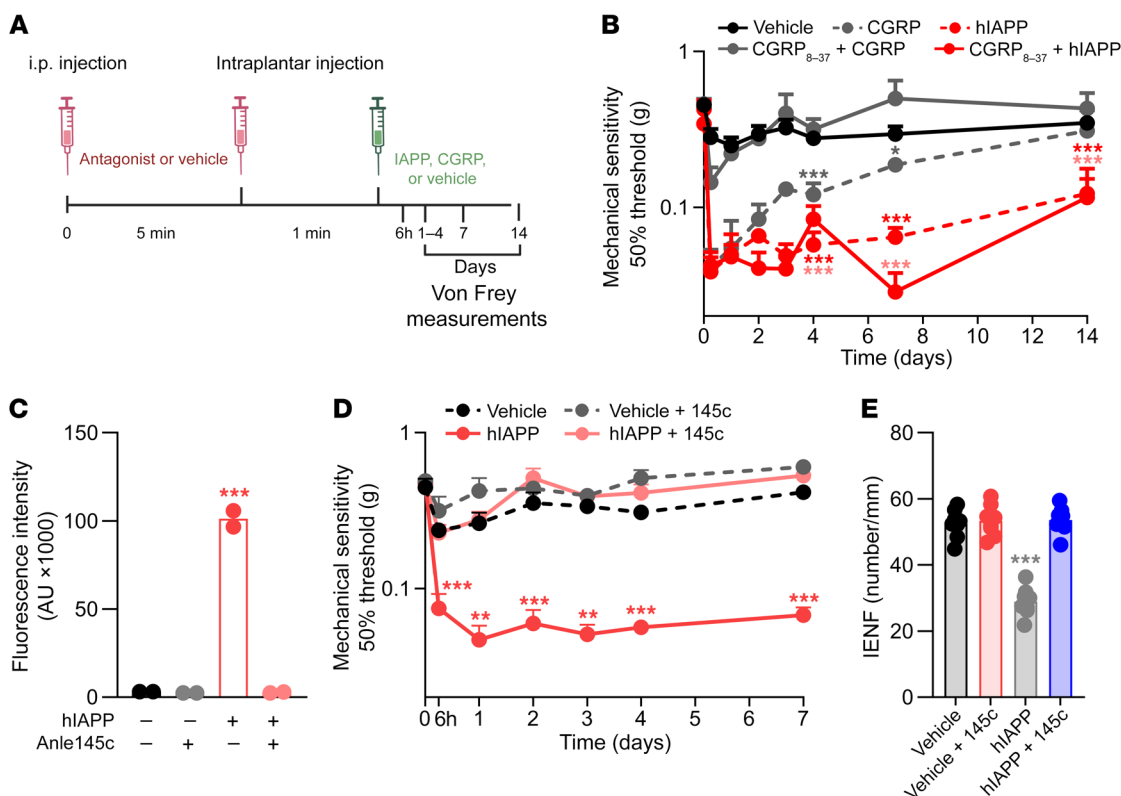 A
i.p. injection
Intraplantar injection
Antagonist or vehicle
IAPP, CGRP,
or vehicle
0
5 min
1 min
6h
1–4
7
14
Days
Von Frey
measurements
B
Vehicle
CGRP
hIAPP
CGRP8–37 + CGRP
CGRP8–37 + hIAPP
Mechanical sensitivity
50% threshold (g)
1
0.1
***
*
***
***
***
***
***
***
0
2
4
6
8
10
12
14
Time (days)
C
Fluorescence intensity
(AU ×1000)
150
100
50
0
***
hIAPP – – + +
Anle145c – + – +
D
Vehicle
Vehicle + 145c
hIAPP
hIAPP + 145c
Mechanical sensitivity
50% threshold (g)
1
0.1
***
**
***
**
***
***
0 6h 1 2 3 4 7
Time (days)
E
IENF (number/mm)
80
60
40
20
0
***
Vehicle
Vehicle + 145c
hIAPP
hIAPP + 145c